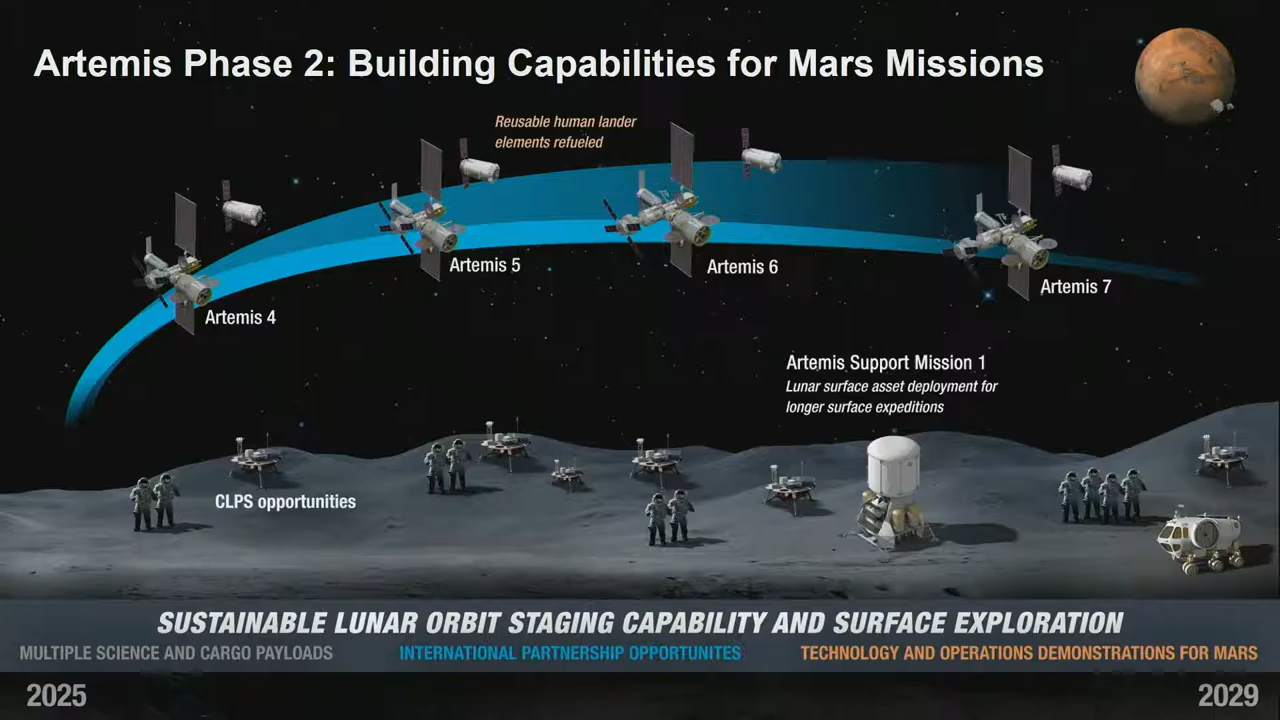 Artemis Phase 2: Building Capabilities for Mars Missions
Reusable human lander
elements refueled
Artemis 4
Artemis 5
Artemis 6
Artemis 7
Artemis Support Mission 1
Lunar surface asset deployment for
longer surface expeditions
CLPS opportunities
SUSTAINABLE LUNAR ORBIT STAGING CAPABILITY AND SURFACE EXPLORATION
MULTIPLE SCIENCE AND CARGO PAYLOADS
INTERNATIONAL PARTNERSHIP OPPORTUNITES
TECHNOLOGY AND OPERATIONS DEMONSTRATIONS FOR MARS
2025
2029